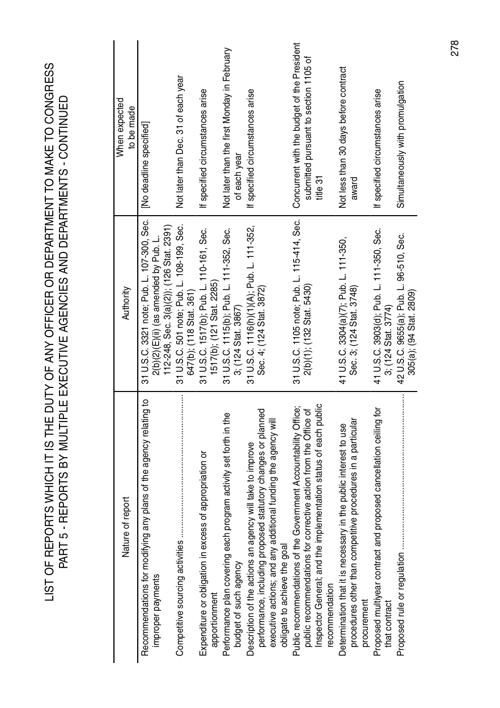 LIST OF REPORTS WHICH IT IS THE DUTY OF ANY OFFICER OR DEPARTMENT TO MAKE TO CONGRESS
PART 5 - REPORTS BY MULTIPLE EXECUTIVE AGENCIES AND DEPARTMENTS - CONTINUED
Nature of report
Authority
When expected
to be made
Recommendations for modifying any plans of the agency relating to
improper payments
31 U.S.C. 3321 note; Pub. L. 107-300, Sec.
2(b)(2)(E)(ii) (as amended by Pub. L.
112-248, Sec. 3(a)(2)); (126 Stat. 2391)
[No deadline specified]
Competitive sourcing activities
31 U.S.C. 501 note; Pub. L. 108-199, Sec.
647(b); (118 Stat. 361)
Not later than Dec. 31 of each year
Expenditure or obligation in excess of appropriation or
apportionment
31 U.S.C. 1517(b); Pub. L. 110-161, Sec.
1517(b); (121 Stat. 2285)
If specified circumstances arise
Performance plan covering each program activity set forth in the
budget of such agency
31 U.S.C. 1115(b); Pub. L. 111-352, Sec.
3; (124 Stat. 3867)
Not later than the first Monday in February
of each year
Description of the actions an agency will take to improve
performance, including proposed statutory changes or planned
executive actions; and any additional funding the agency will
obligate to achieve the goal
31 U.S.C. 1116(h)(1)(A); Pub. L. 111-352,
Sec. 4; (124 Stat. 3872)
If specified circumstances arise
Public recommendations of the Government Accountability Office;
public recommendations for corrective action from the Office of
Inspector General; and the implementation status of each public
recommendation
31 U.S.C. 1105 note; Pub. L. 115-414, Sec.
2(b)(1); (132 Stat. 5430)
Concurrent with the budget of the President
submitted pursuant to section 1105 of
title 31
Determination that it is necessary in the public interest to use
procedures other than competitive procedures in a particular
procurement
41 U.S.C. 3304(a)(7); Pub. L. 111-350,
Sec. 3; (124 Stat. 3748)
Not less than 30 days before contract
award
Proposed multiyear contract and proposed cancellation ceiling for
that contract
41 U.S.C. 3903(d); Pub. L. 111-350, Sec.
3; (124 Stat. 3774)
If specified circumstances arise
Proposed rule or regulation
42 U.S.C. 9655(a); Pub. L. 96-510, Sec.
305(a); (94 Stat. 2809)
Simultaneously with promulgation
278